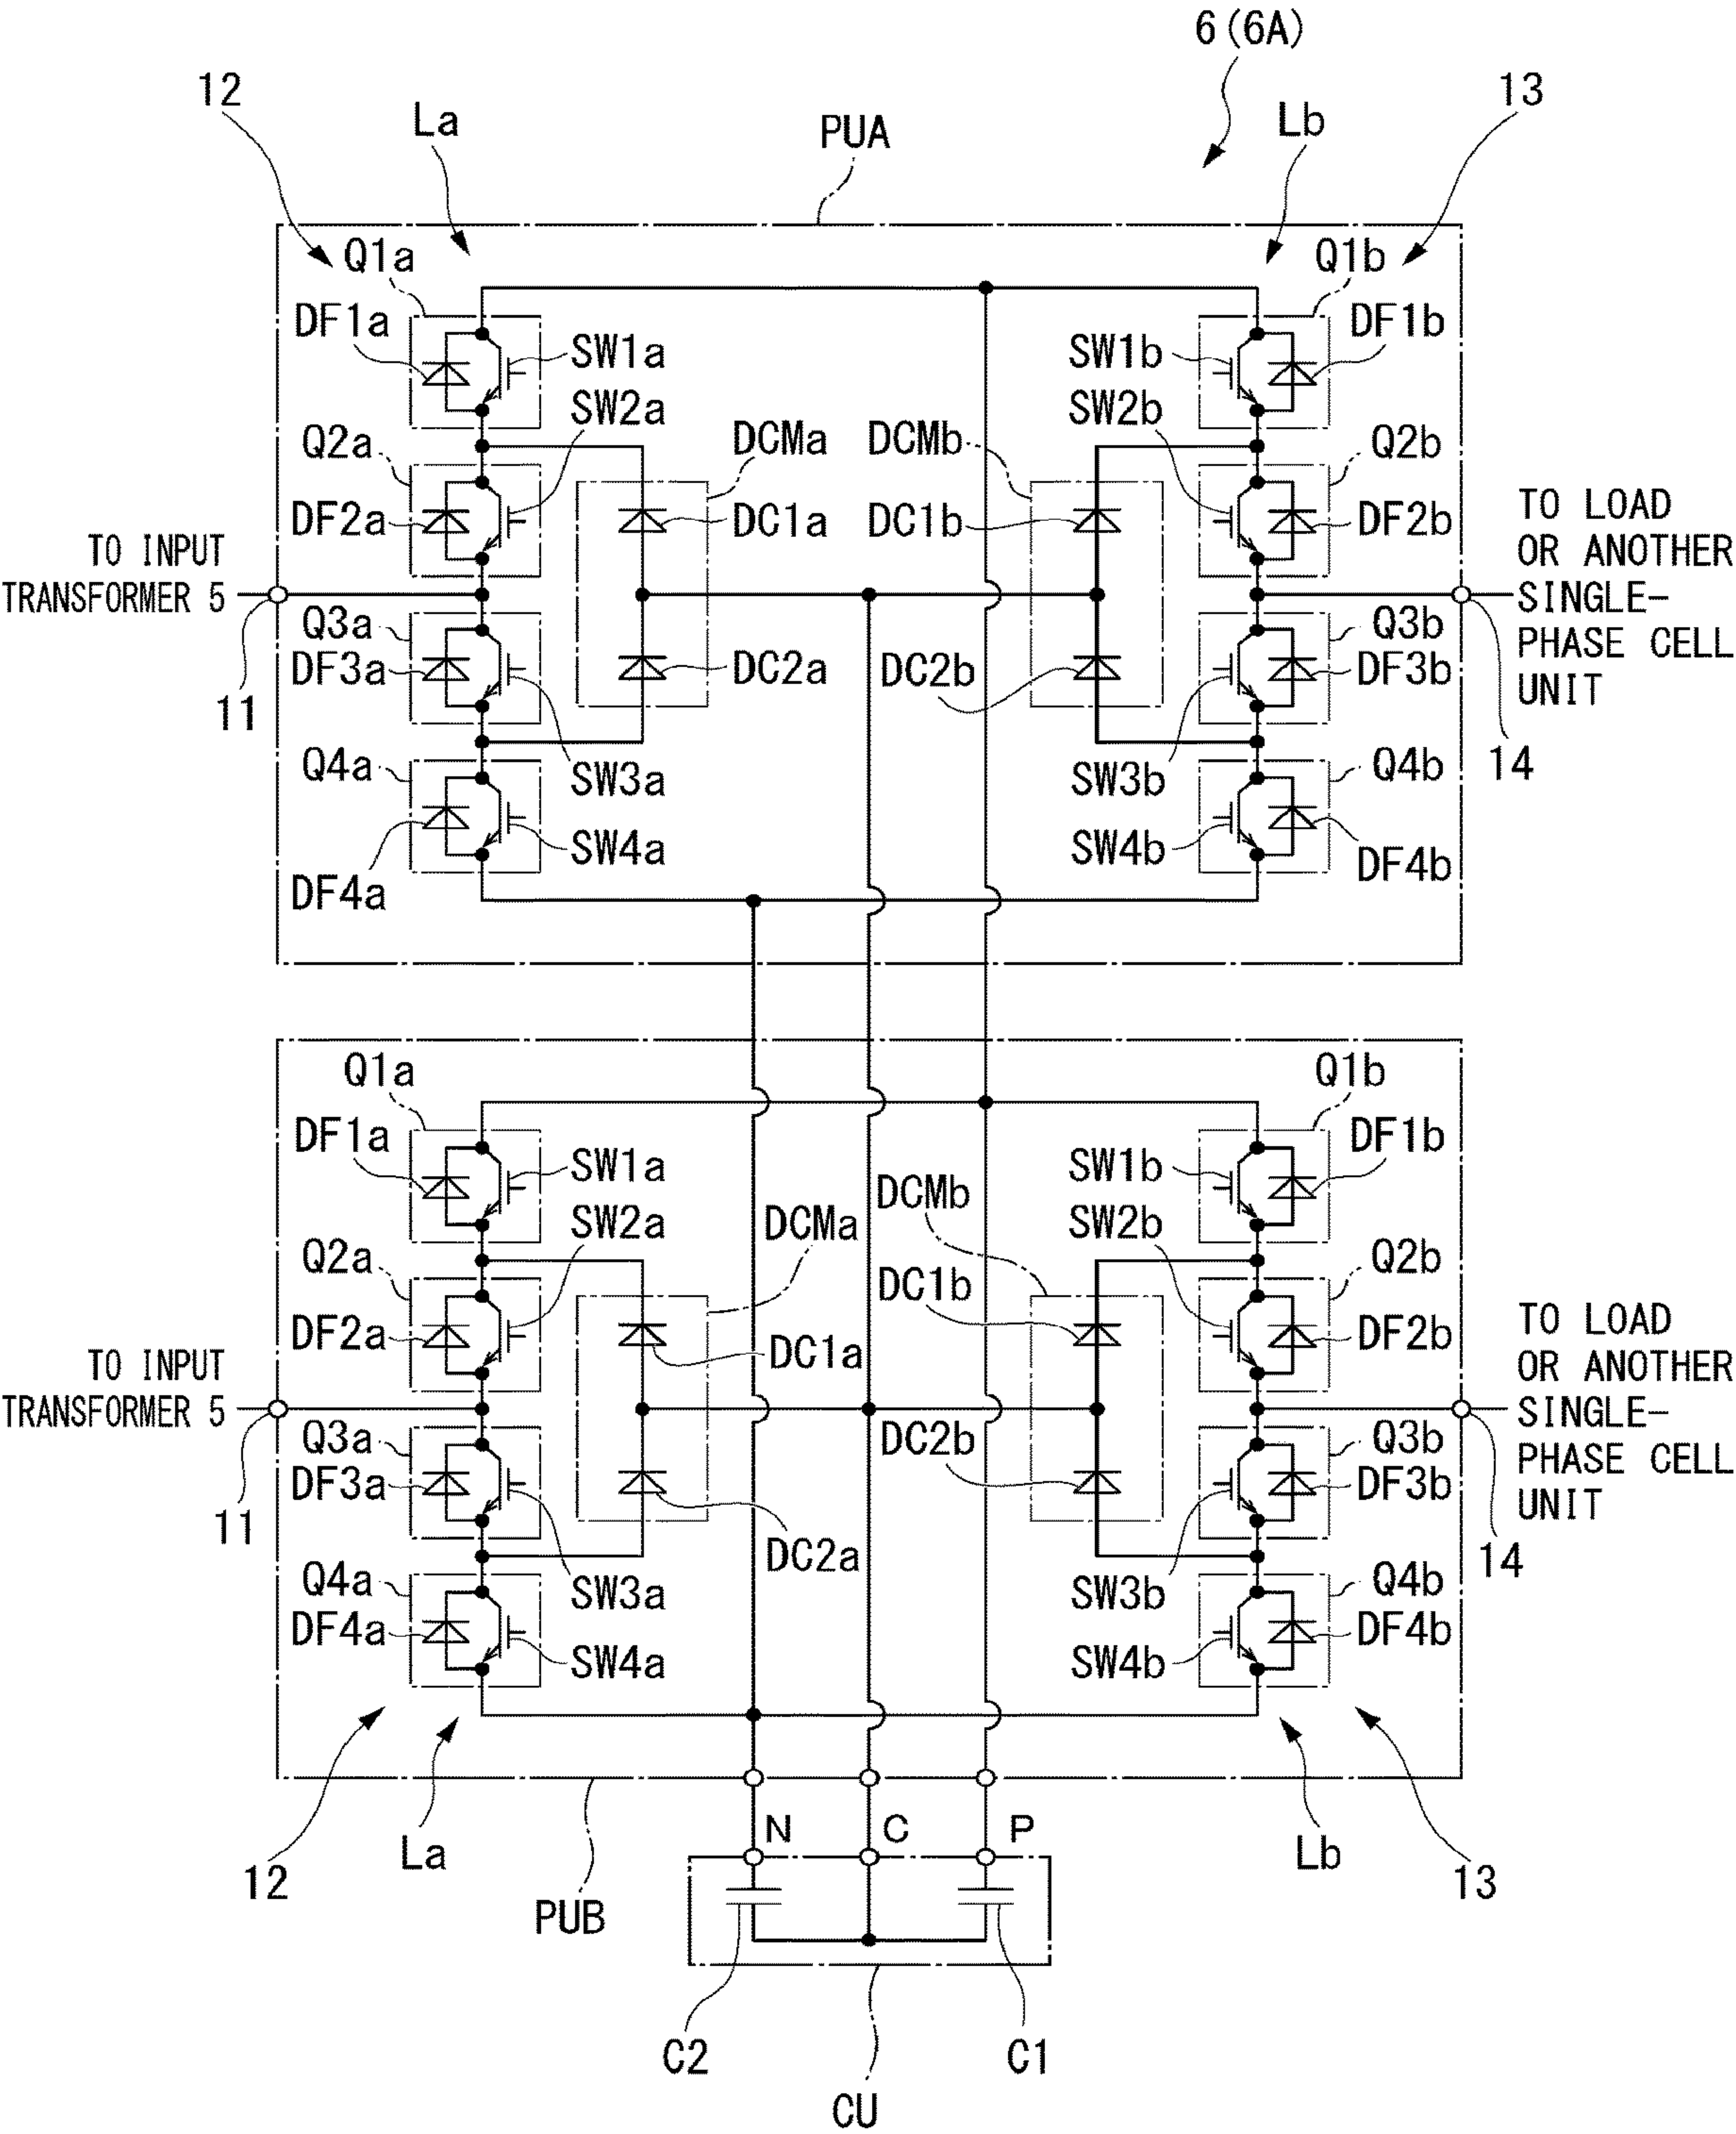 6(6A)
12
La
PUA
Lb
13
Q1a
Q1b
DF1a
SW1a
SW1b
DF1b
SW2a
SW2b
Q2a
DCMa
DCMb
Q2b
DF2a
DC1a
DC1b
DF2b
TO INPUT
TRANSFORMER 5
TO LOAD
OR ANOTHER
SINGLE-
PHASE CELL
UNIT
Q3a
Q3b
DF3a
DC2a
DC2b
DF3b
11
14
Q4a
SW3a
SW3b
Q4b
SW4a
SW4b
DF4a
DF4b
Q1a
Q1b
DF1a
SW1a
SW1b
DF1b
DCMb
SW2a
DCMa
SW2b
Q2a
Q2b
DC1b
DF2a
DC1a
DF2b
TO INPUT
TRANSFORMER 5
TO LOAD
OR ANOTHER
SINGLE-
PHASE CELL
UNIT
Q3a
DC2b
Q3b
DF3a
DF3b
11
DC2a
14
Q4a
SW3a
SW3b
Q4b
DF4a
DF4b
SW4a
SW4b
N
C
P
12
La
Lb
13
PUB
C2
C1
CU